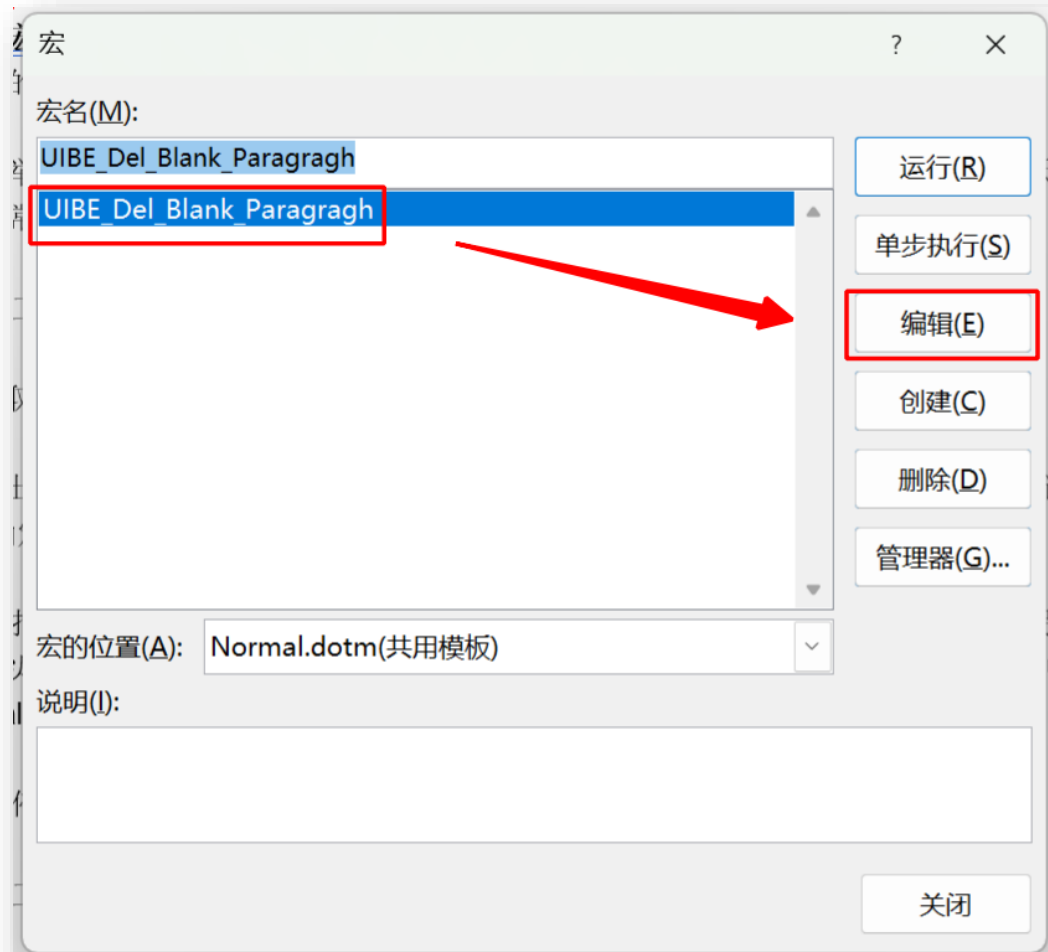 宏
?
宏名(M):
UIBE_Del_Blank_Paragragh
UIBE_Del_Blank_Paragragh
运行(R)
单步执行(S)
编辑(E)
创建(C)
删除(D)
管理器(G)...
宏的位置(A):
Normal.dotm(共用模板)
说明(I):
关闭